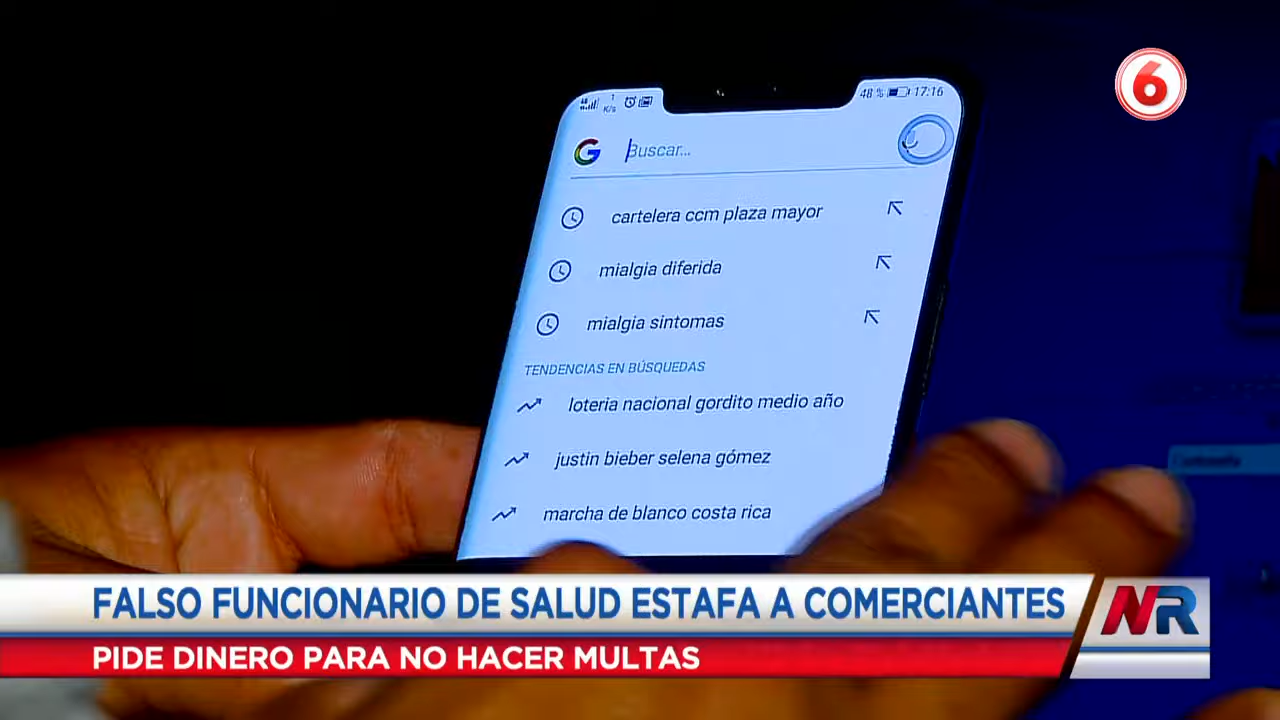 6
48 % 17:16
K/s
G Buscar...
cartelera ccm plaza mayor
mialgia diferida
mialgia sintomas
TENDENCIAS EN BÚSQUEDAS
loteria nacional gordito medio año
justin bieber selena gómez
marcha de blanco costa rica
FALSO FUNCIONARIO DE SALUD ESTAFA A COMERCIANTES
PIDE DINERO PARA NO HACER MULTAS
NR